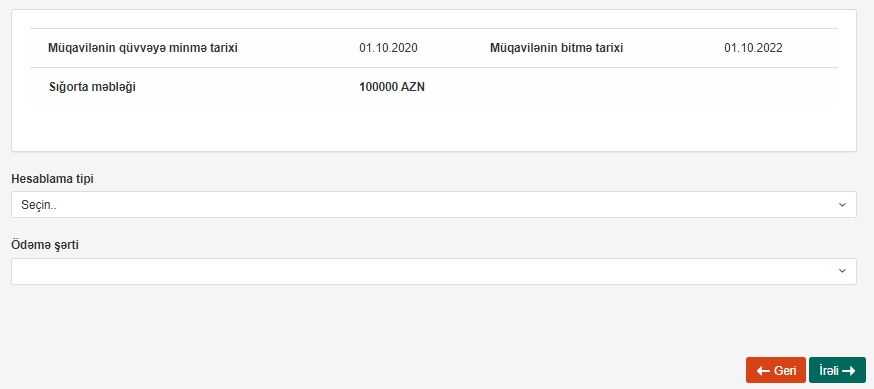 Müqavilənin qüvvəyə minmə tarixi 01.10.2020 Müqavilənin bitmə tarixi 01.10.2022
Sığorta məbləği 100000 AZN
Hesablama tipi
Seçin..
Ödəmə şərti
Geri İrəli